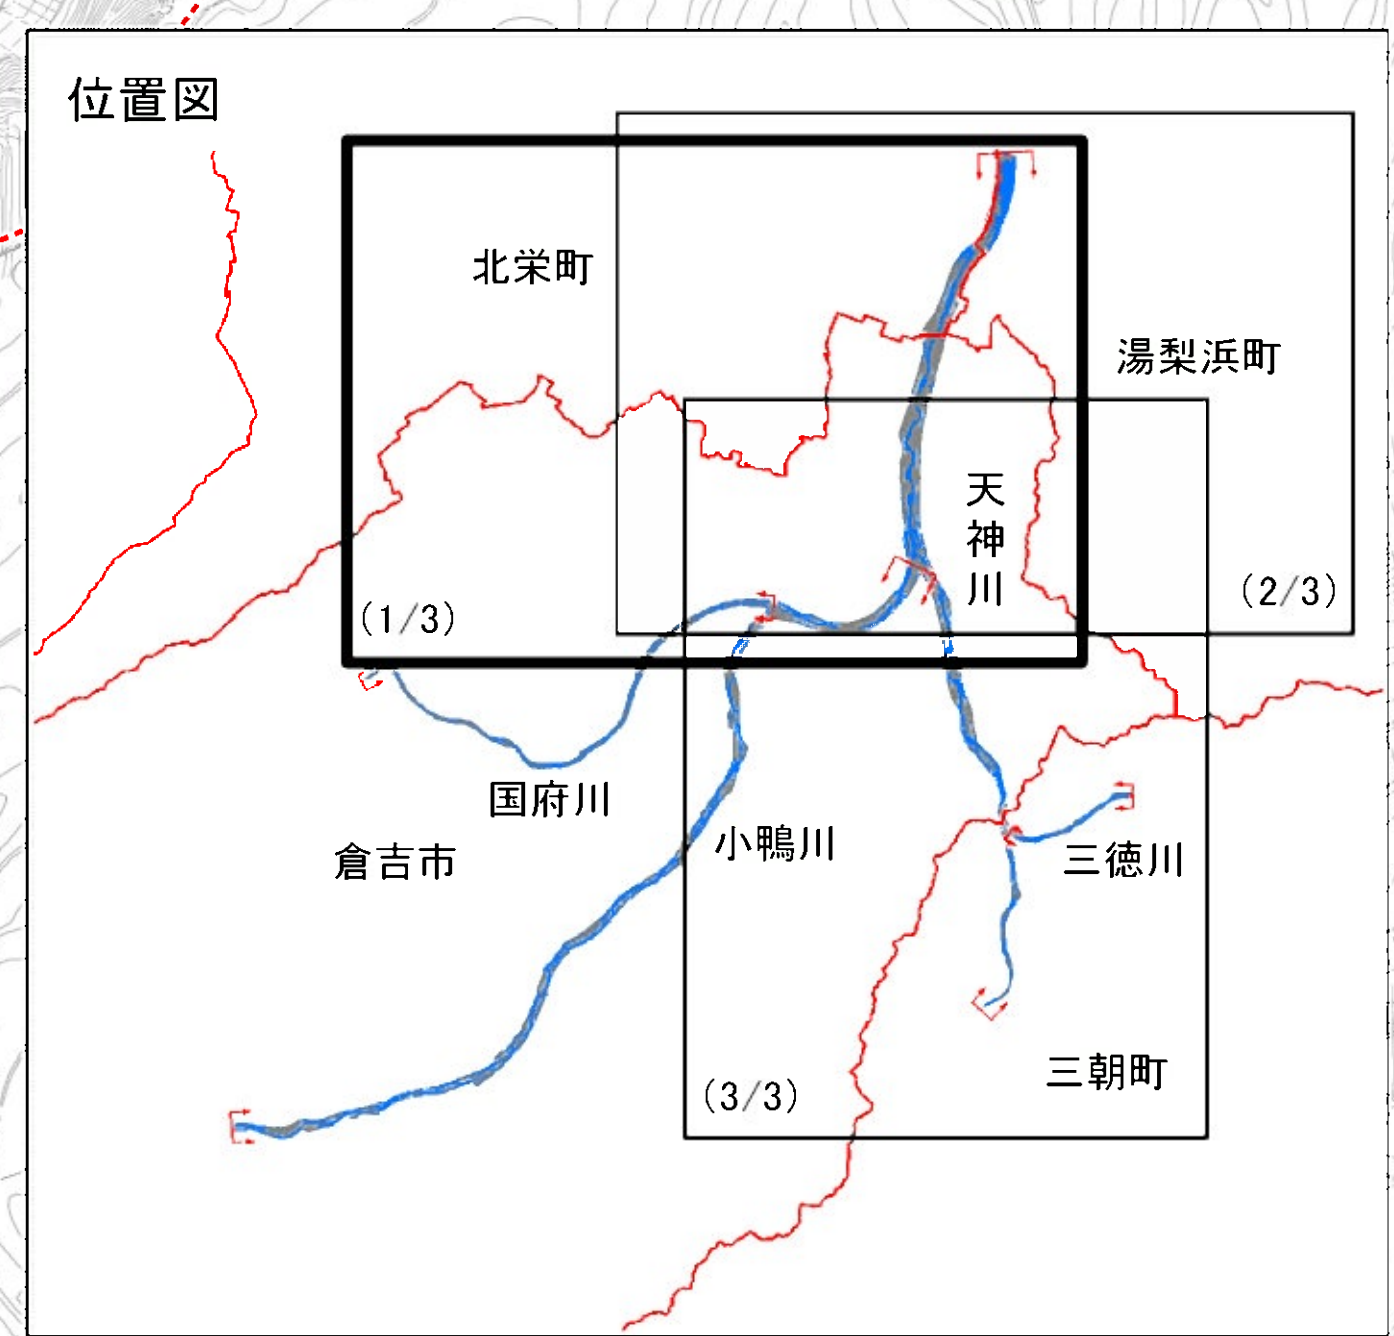 位置図
北栄町
湯梨浜町
天神川
(1/3)
(2/3)
国府川
小鴨川
倉吉市
三徳川
三朝町
(3/3)